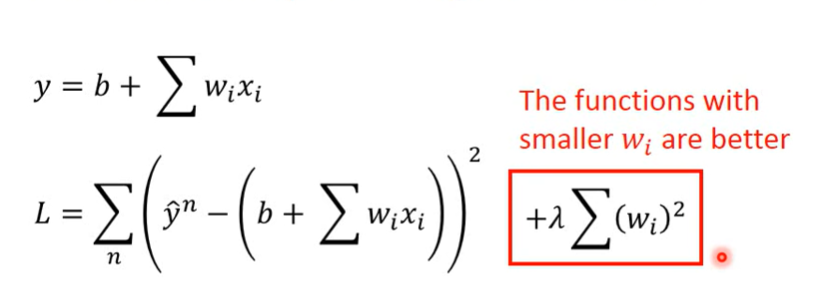 y = b + ∑ wᵢxᵢ
The functions with
smaller wᵢ are better
L = ∑ₙ (ŷⁿ − (b + ∑ wᵢxᵢ))² +λ ∑(wᵢ)²